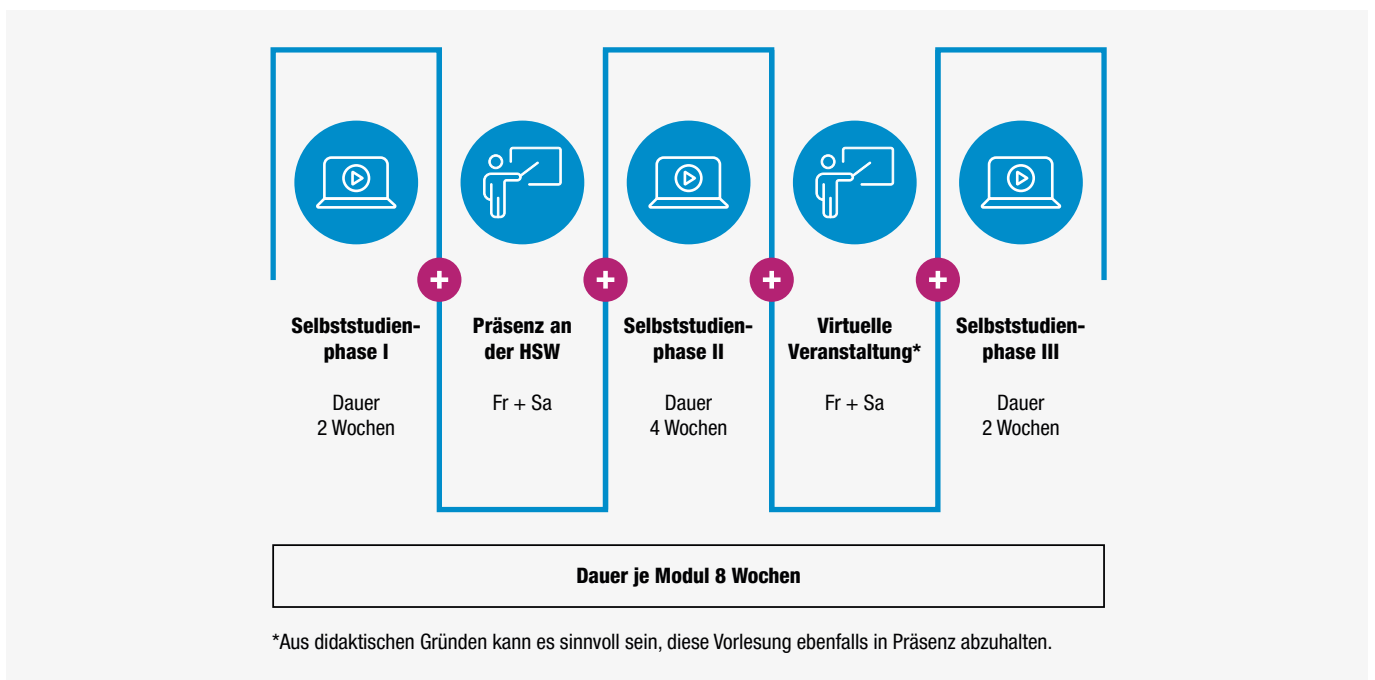 Selbststudien-
phase I
Dauer
2 Wochen
Präsenz an
der HSW
Fr + Sa
Selbststudien-
phase II
Dauer
4 Wochen
Virtuelle
Veranstaltung*
Fr + Sa
Selbststudien-
phase III
Dauer
2 Wochen
Dauer je Modul 8 Wochen
*Aus didaktischen Gründen kann es sinnvoll sein, diese Vorlesung ebenfalls in Präsenz abzuhalten.